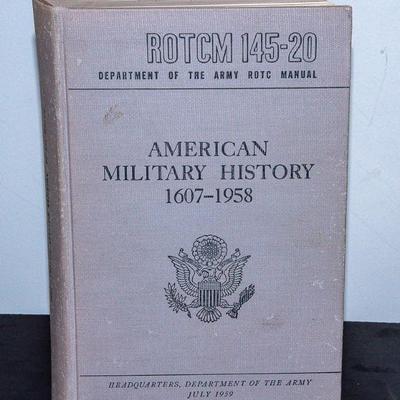 ROTCM 145-20
DEPARTMENT OF THE ARMY ROTC MANUAL
AMERICAN
MILITARY HISTORY
1607-1958
HEADQUARTERS, DEPARTMENT OF THE ARMY
JULY 1959